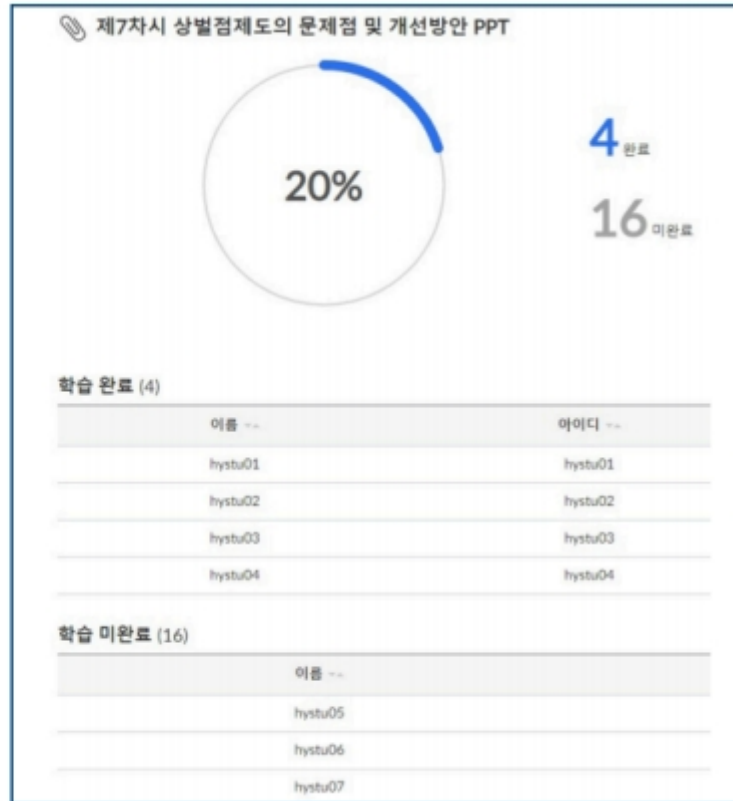 제7차시 상벌점제도의 문제점 및 개선방안 PPT
20%
4 완료
16 미완료
학습 완료 (4)
이름 아이디
hystu01 hystu01
hystu02 hystu02
hystu03 hystu03
hystu04 hystu04
학습 미완료 (16)
이름
hystu05
hystu06
hystu07